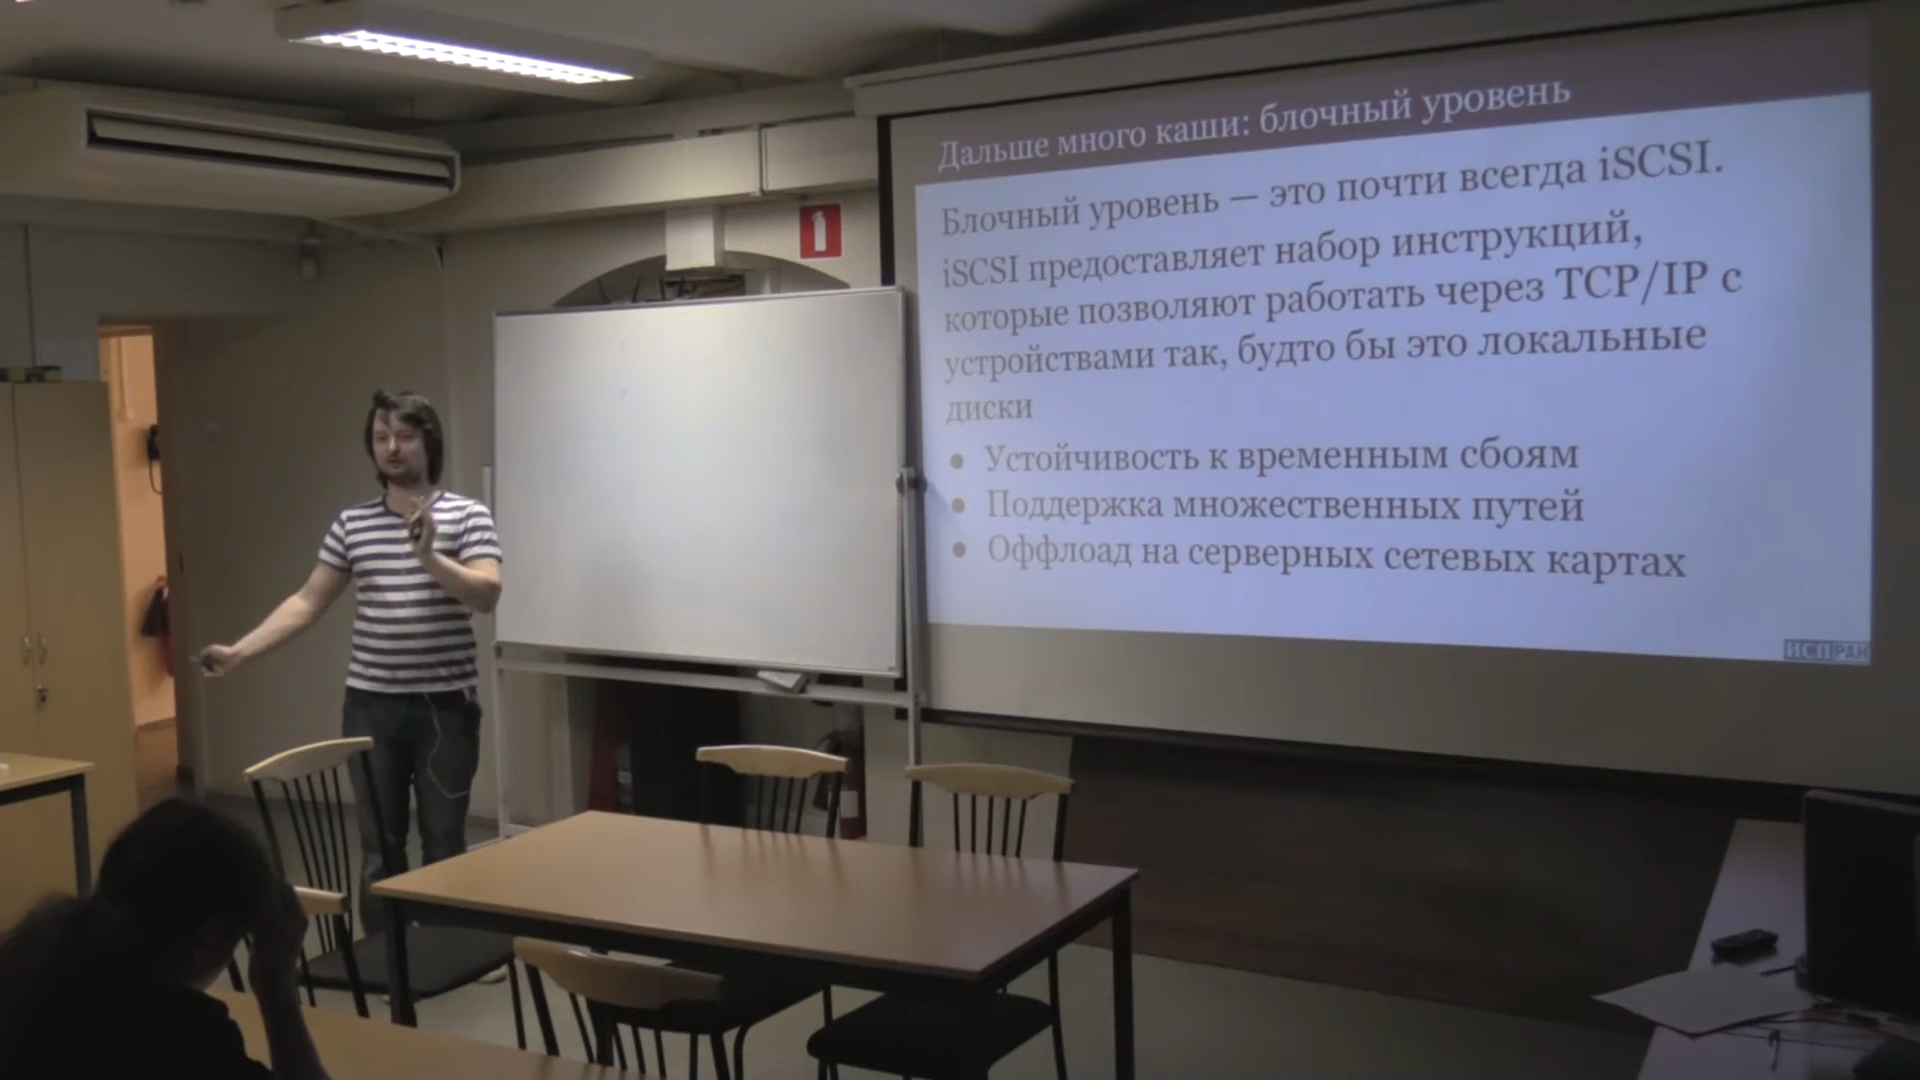 Дальше много каши: блочный уровень
Блочный уровень — это почти всегда iSCSI.
iSCSI предоставляет набор инструкций,
которые позволяют работать через TCP/IP с
устройствами так, будто бы это локальные
диски
● Устойчивость к временным сбоям
● Поддержка множественных путей
● Оффлоад на серверных сетевых картах
ИСП РАН